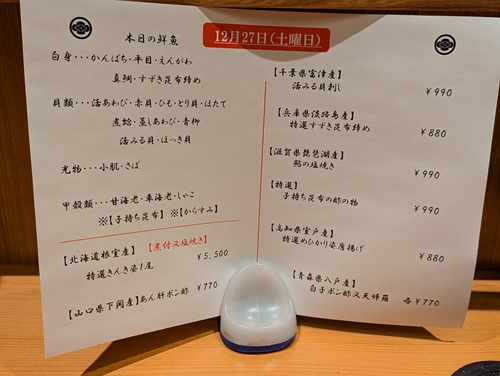 12月27日(土曜日)
本日の鮮魚
白身・・・かんぱち・平目・えんがわ
真鯛・すずき昆布締め
貝類・・・活あわび・赤貝・ひも・とり貝・ほたて
煮蛤・蒸しあわび・青柳
活みる貝・ほっき貝
光物・・・小肌・さば
甲殻類・・・甘海老・車海老・しゃこ
※【子持ち昆布】 ※【からすみ】
【北海道根室産】 【煮付又塩焼き】
特選きんき姿1尾 ¥5,500
【山口県下関産】あん肝ポン酢 ¥770
【千葉県富津産】
活みる貝刺し ¥990
【兵庫県淡路島産】
特選すずき昆布締め ¥880
【滋賀県琵琶湖産】
鮎の塩焼き ¥990
【特選】
子持ち昆布の酢の物 ¥990
【高知県室戸産】
特選めひかり姿唐揚げ ¥880
【青森県八戸産】
白子ポン酢又天婦羅 各¥770